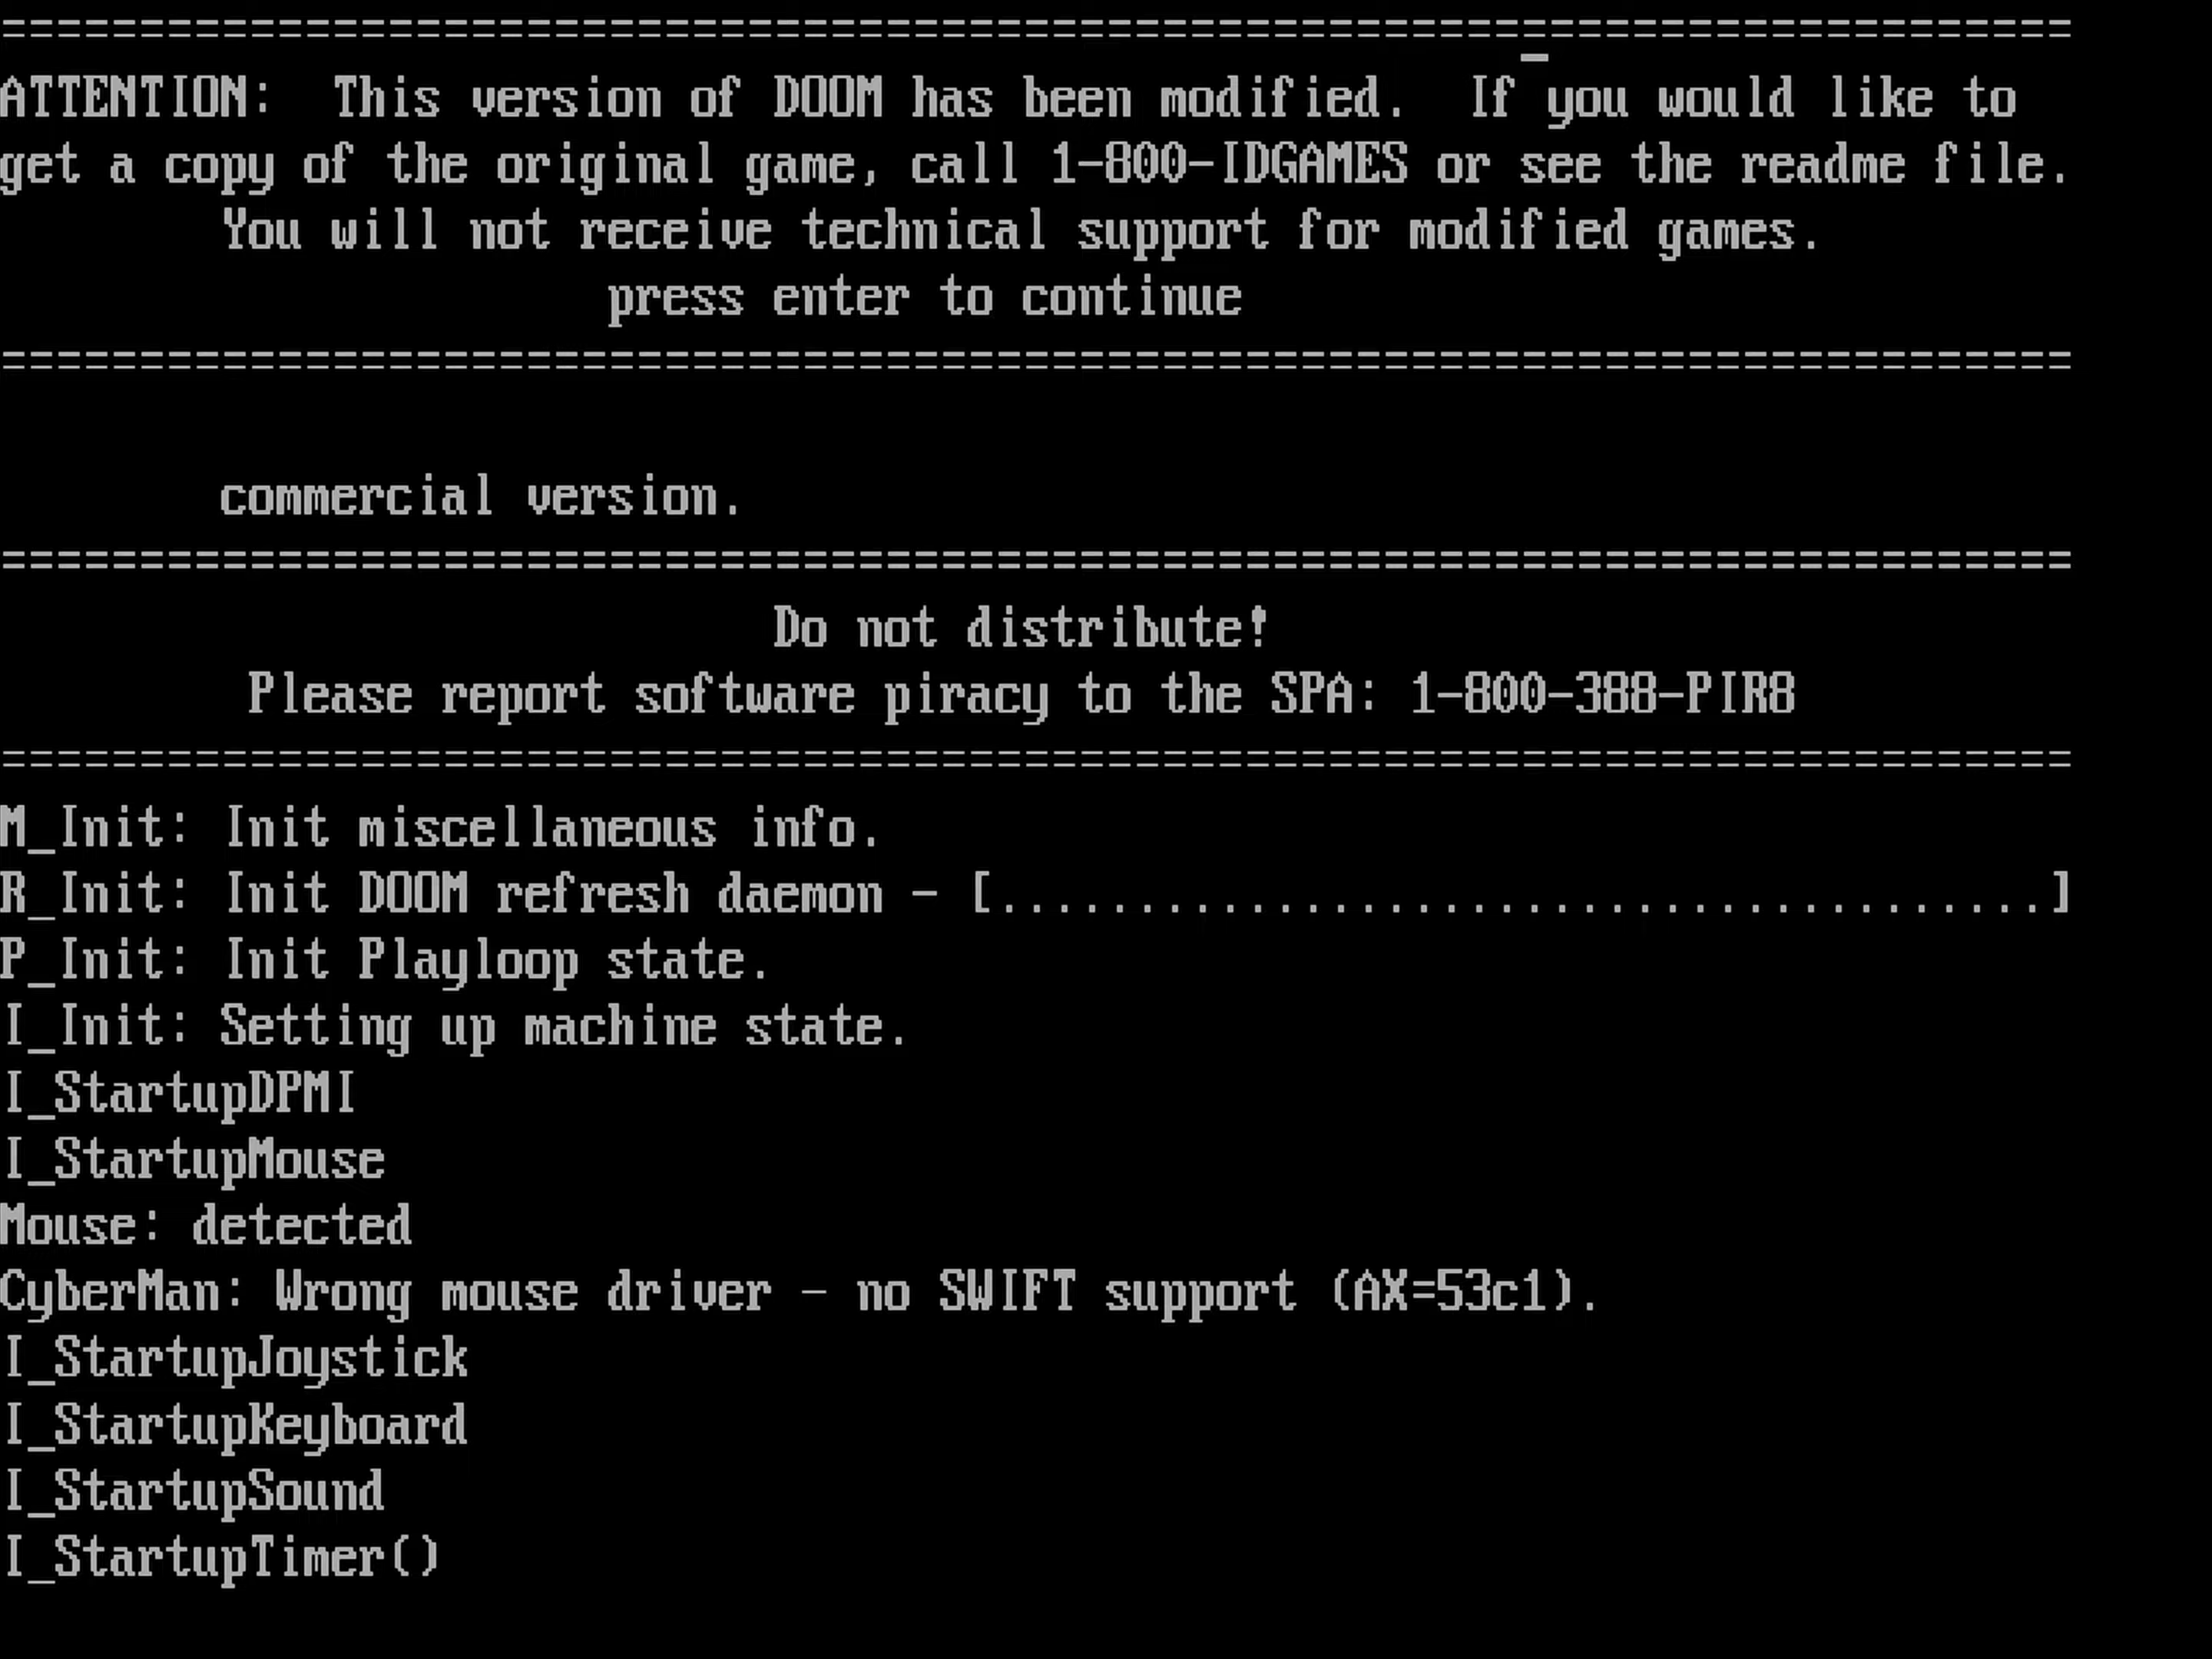 ===========================================================================
ATTENTION:  This version of DOOM has been modified.  If you would like to
get a copy of the original game, call 1-800-IDGAMES or see the readme file.
        You will not receive technical support for modified games.
                      press enter to continue
===========================================================================
        commercial version.
===========================================================================
                            Do not distribute!
         Please report software piracy to the SPA: 1-800-388-PIR8
===========================================================================
M_Init: Init miscellaneous info.
R_Init: Init DOOM refresh daemon - [......................................]
P_Init: Init Playloop state.
I_Init: Setting up machine state.
I_StartupDPMI
I_StartupMouse
Mouse: detected
CyberMan: Wrong mouse driver - no SWIFT support (AX=53c1).
I_StartupJoystick
I_StartupKeyboard
I_StartupSound
I_StartupTimer()